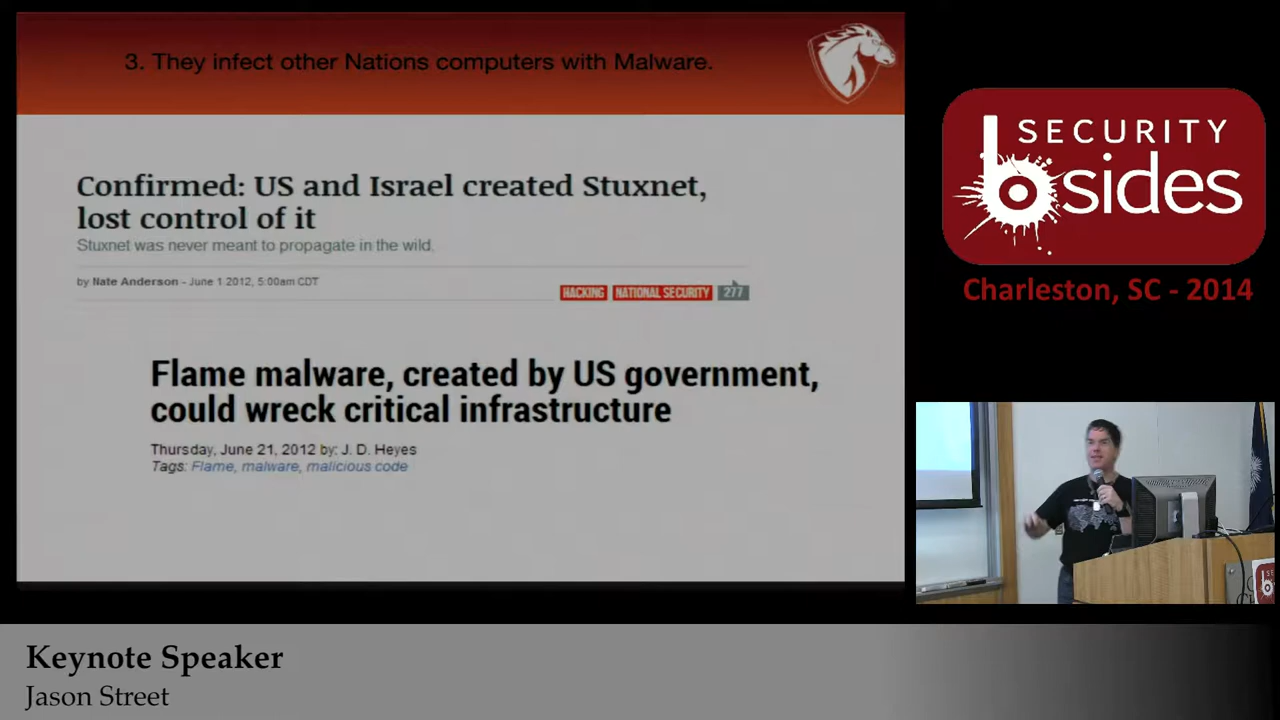 3. They infect other Nations computers with Malware.
Confirmed: US and Israel created Stuxnet,
lost control of it
Stuxnet was never meant to propagate in the wild.
by Nate Anderson - June 1 2012, 5:00am CDT
HACKING NATIONAL SECURITY 277
Flame malware, created by US government,
could wreck critical infrastructure
Thursday, June 21, 2012 by: J. D. Heyes
Tags: Flame, malware, malicious code
SECURITY
bsides
Charleston, SC - 2014
Keynote Speaker
Jason Street